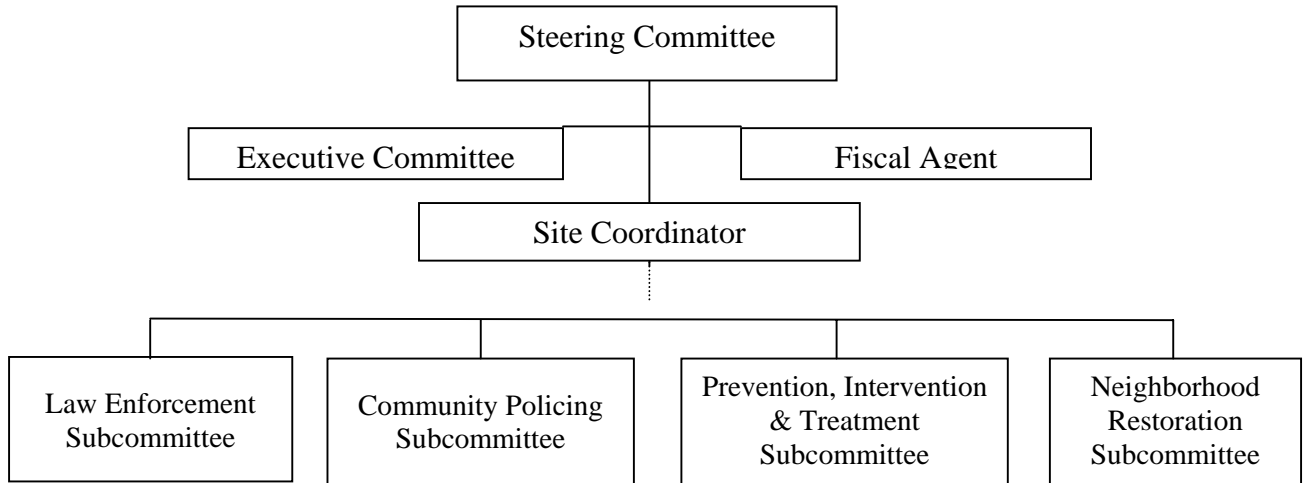 Steering Committee
Executive Committee
Fiscal Agent
Site Coordinator
Law Enforcement
Subcommittee
Community Policing
Subcommittee
Prevention, Intervention
& Treatment
Subcommittee
Neighborhood
Restoration
Subcommittee